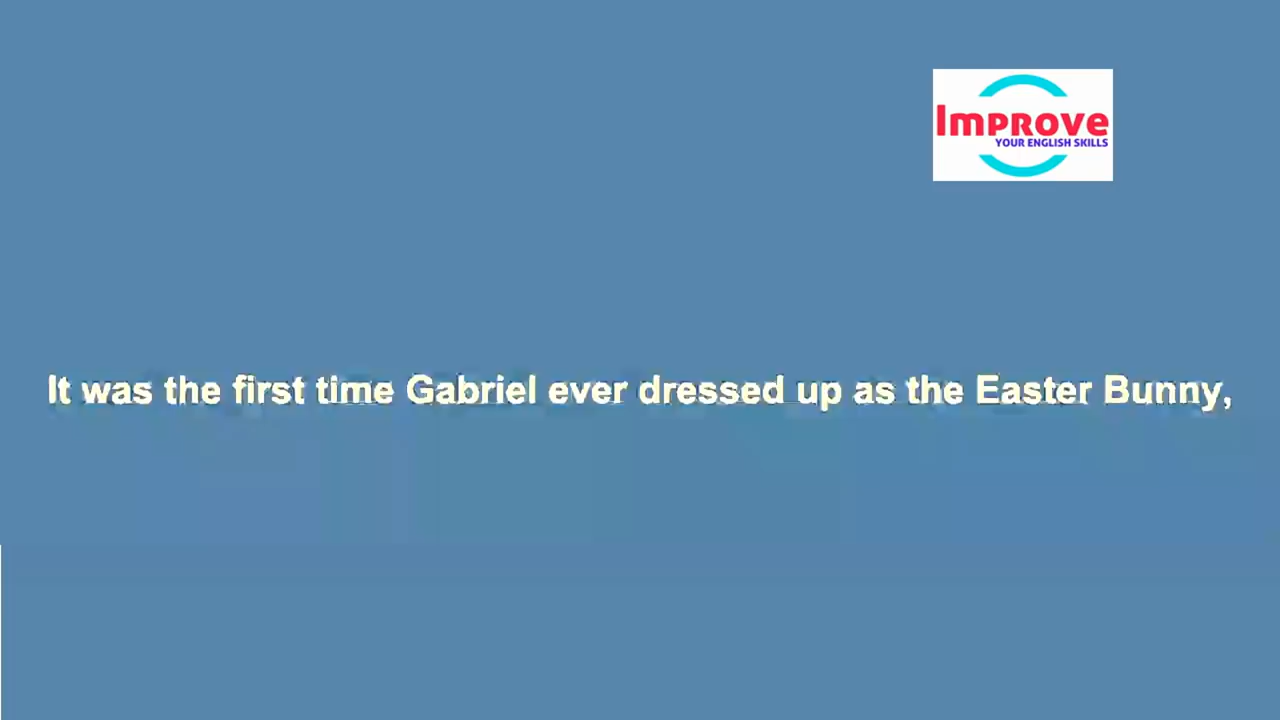 Improve
YOUR ENGLISH SKILLS
It was the first time Gabriel ever dressed up as the Easter Bunny,